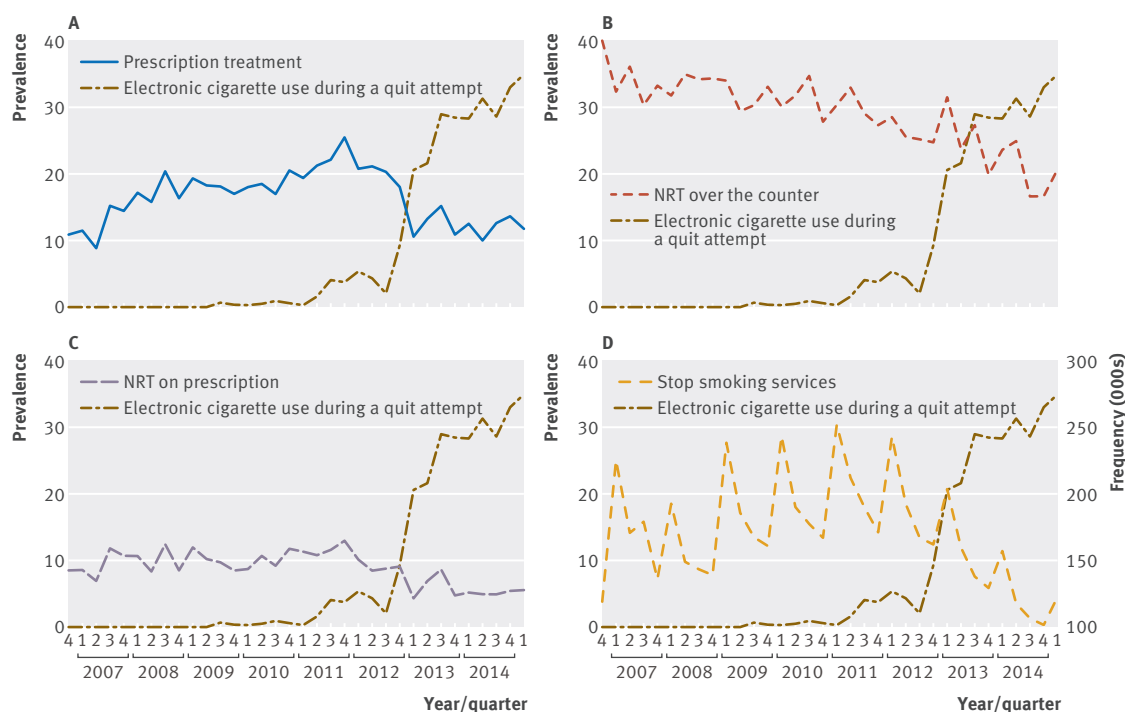 A
Prevalence
40
30
20
10
0
Prescription treatment
Electronic cigarette use during a quit attempt
B
Prevalence
40
30
20
10
0
NRT over the counter
Electronic cigarette use during
a quit attempt
C
Prevalence
40
30
20
10
0
NRT on prescription
Electronic cigarette use during a quit attempt
4 1 2 3 4 1 2 3 4 1 2 3 4 1 2 3 4 1 2 3 4 1 2 3 4 1 2 3 4 1 2 3 4 1
2007 2008 2009 2010 2011 2012 2013 2014
Year/quarter
D
Prevalence
40
30
20
10
0
Stop smoking services
Electronic cigarette use during a quit attempt
300
250
200
150
100
Frequency (000s)
4 1 2 3 4 1 2 3 4 1 2 3 4 1 2 3 4 1 2 3 4 1 2 3 4 1 2 3 4 1 2 3 4 1
2007 2008 2009 2010 2011 2012 2013 2014
Year/quarter